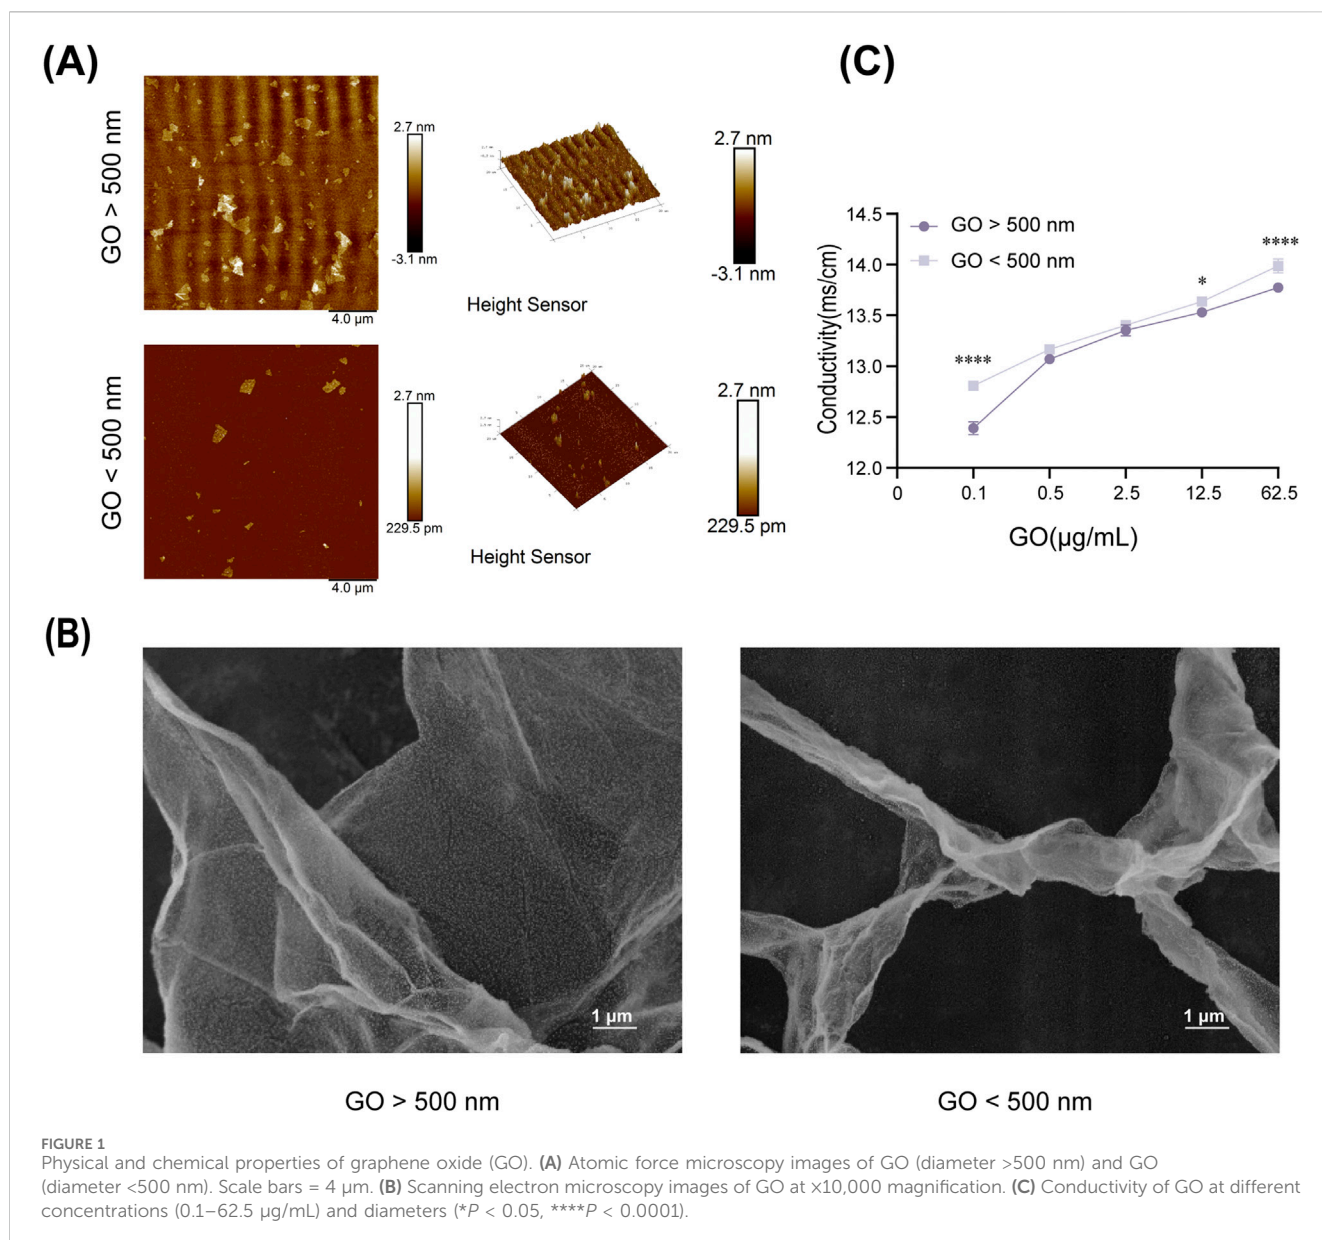 (A)
GO > 500 nm
2.7 nm
-3.1 nm
4.0 µm
2.7 nm
-3.1 nm
Height Sensor
GO < 500 nm
2.7 nm
229.5 pm
4.0 µm
2.7 nm
229.5 pm
Height Sensor
(C)
GO > 500 nm
GO < 500 nm
Conductivity(ms/cm)
14.5
14.0
13.5
13.0
12.5
12.0
****
*
****
0 0.1 0.5 2.5 12.5 62.5
GO(µg/mL)
(B)
1 µm
1 µm
GO > 500 nm
GO < 500 nm
FIGURE 1
Physical and chemical properties of graphene oxide (GO). (A) Atomic force microscopy images of GO (diameter >500 nm) and GO
(diameter <500 nm). Scale bars = 4 µm. (B) Scanning electron microscopy images of GO at ×10,000 magnification. (C) Conductivity of GO at different
concentrations (0.1–62.5 µg/mL) and diameters (*P < 0.05, ****P < 0.0001).